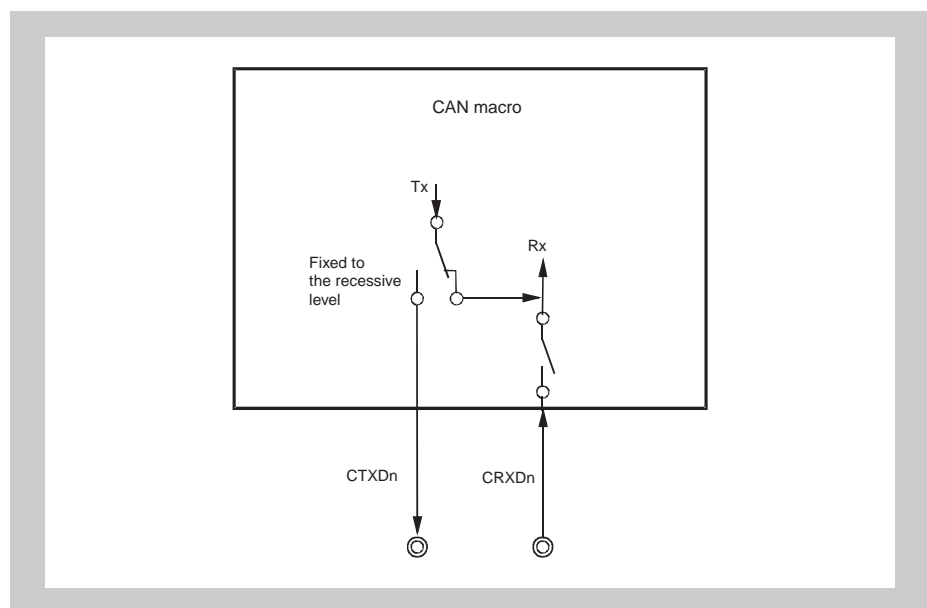 CAN macro
Tx
Rx
Fixed to
the recessive
level
CTXDn
CRXDn